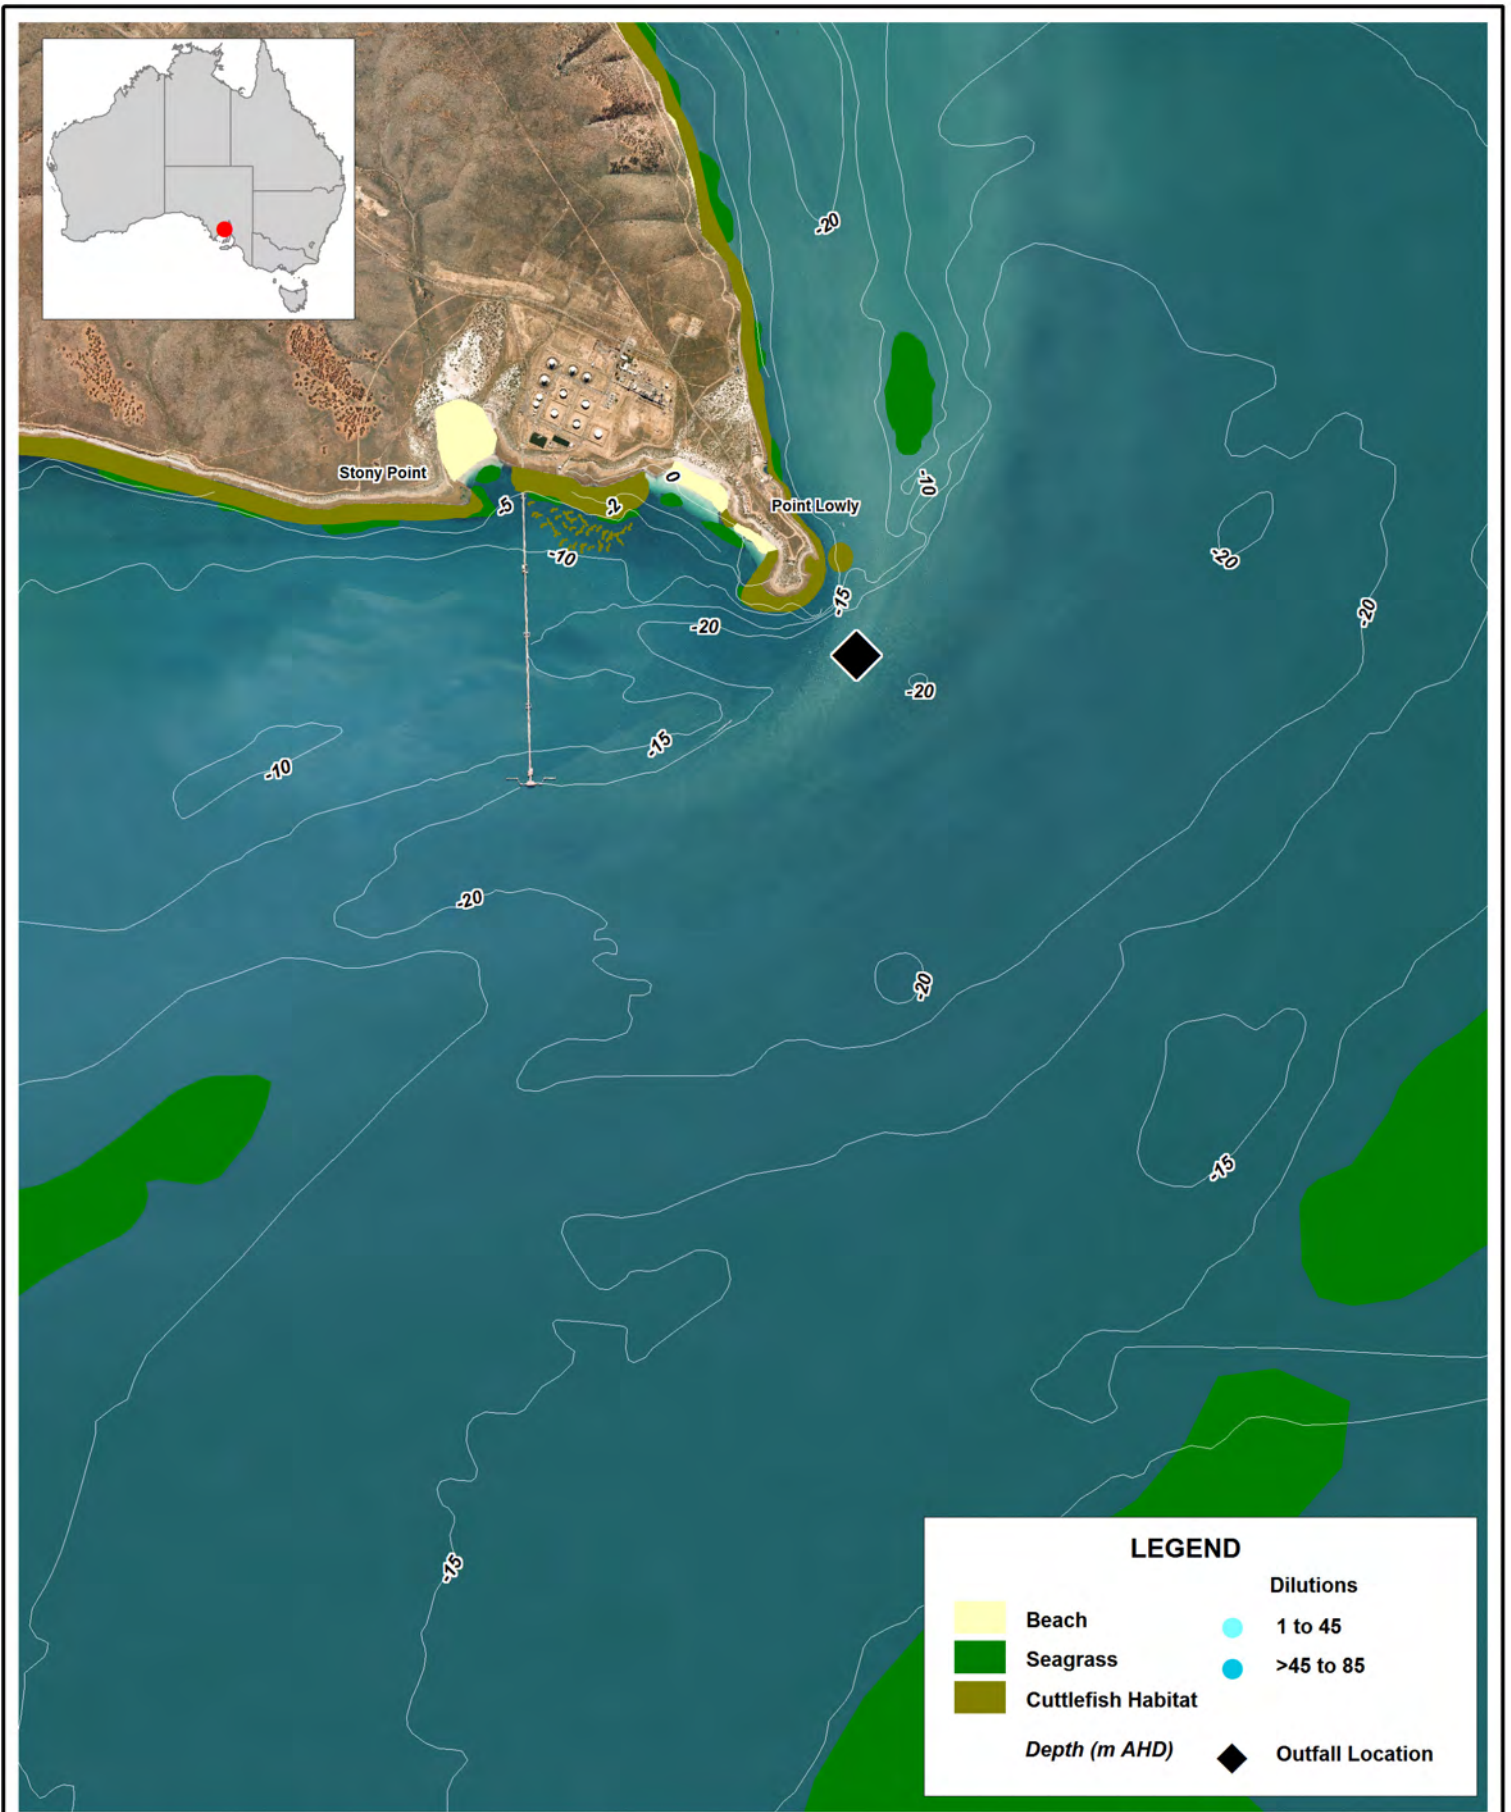 -20
Stony Point
0
-10
-5
-2
Point Lowly
-10
-20
-15
-20
-20
-20
-15
-10
-20
-20
-15
-15
LEGEND
Dilutions
Beach
1 to 45
Seagrass
>45 to 85
Cuttlefish Habitat
Depth (m AHD)
Outfall Location